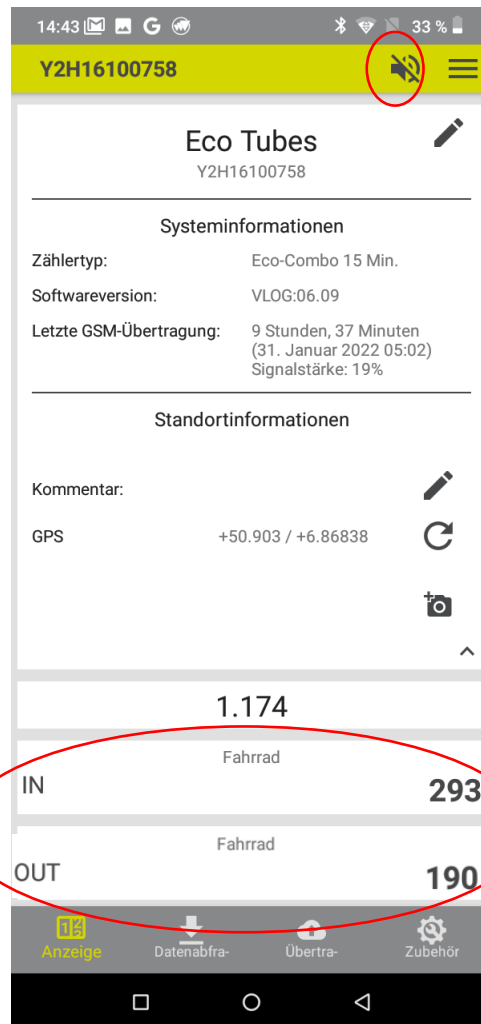 14:43 G 33 %
Y2H16100758
Eco Tubes
Y2H16100758
Systeminformationen
Zählertyp: Eco-Combo 15 Min.
Softwareversion: VLOG:06.09
Letzte GSM-Übertragung: 9 Stunden, 37 Minuten
(31. Januar 2022 05:02)
Signalstärke: 19%
Standortinformationen
Kommentar:
GPS +50.903 / +6.86838
1.174
Fahrrad
IN 293
Fahrrad
OUT 190
Anzeige Datenabfra- Übertra- Zubehör